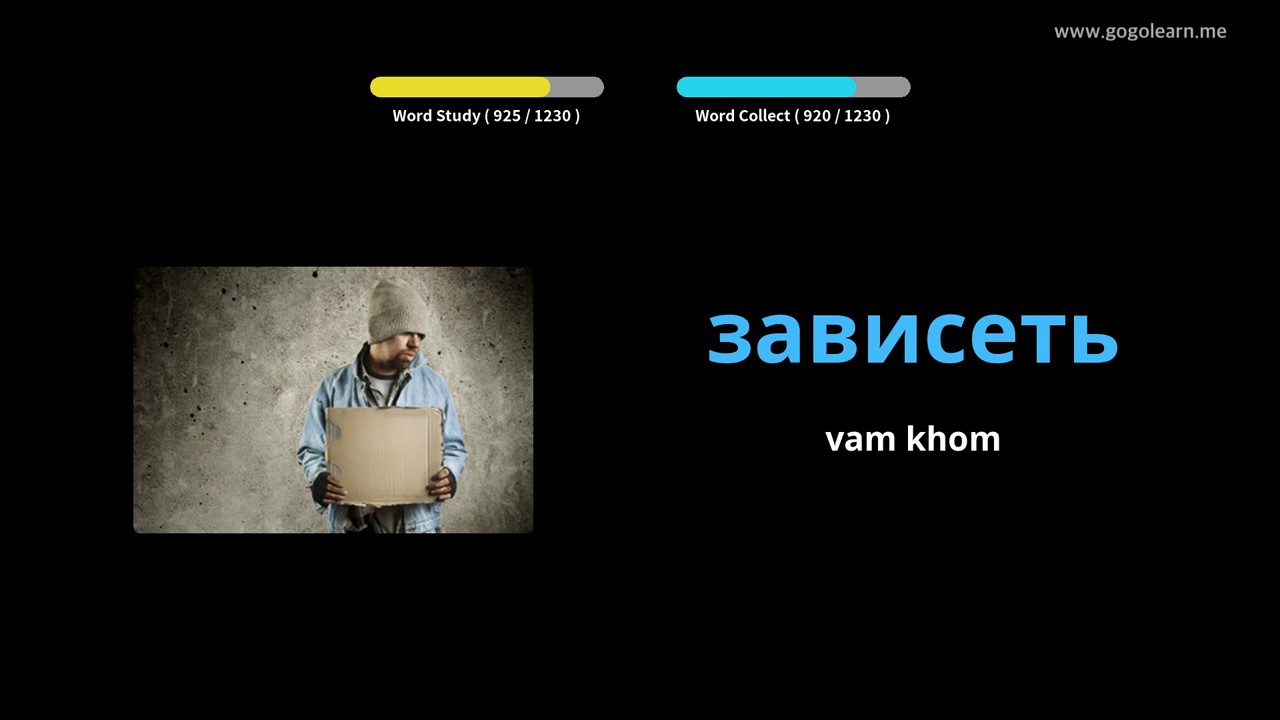 www.gogolearn.me
Word Study ( 925 / 1230 )
Word Collect ( 920 / 1230 )
зависеть
vam khom